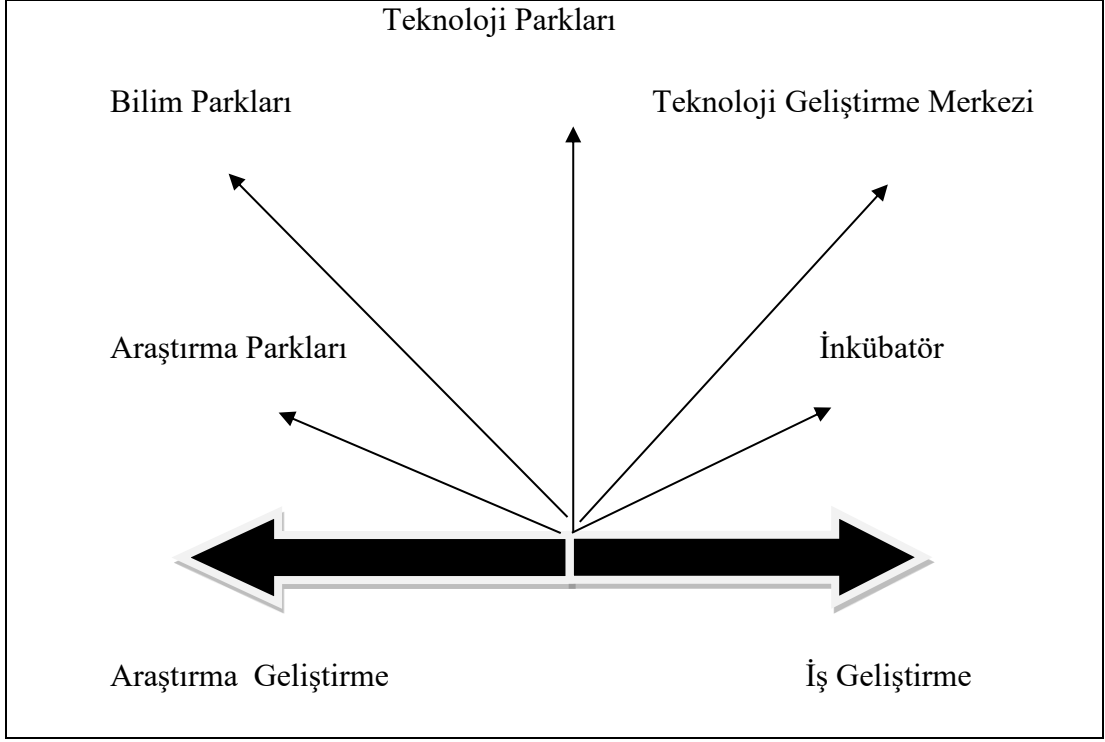 Teknoloji Parkları
Bilim Parkları
Teknoloji Geliştirme Merkezi
Araştırma Parkları
İnkübatör
Araştırma  Geliştirme
İş Geliştirme